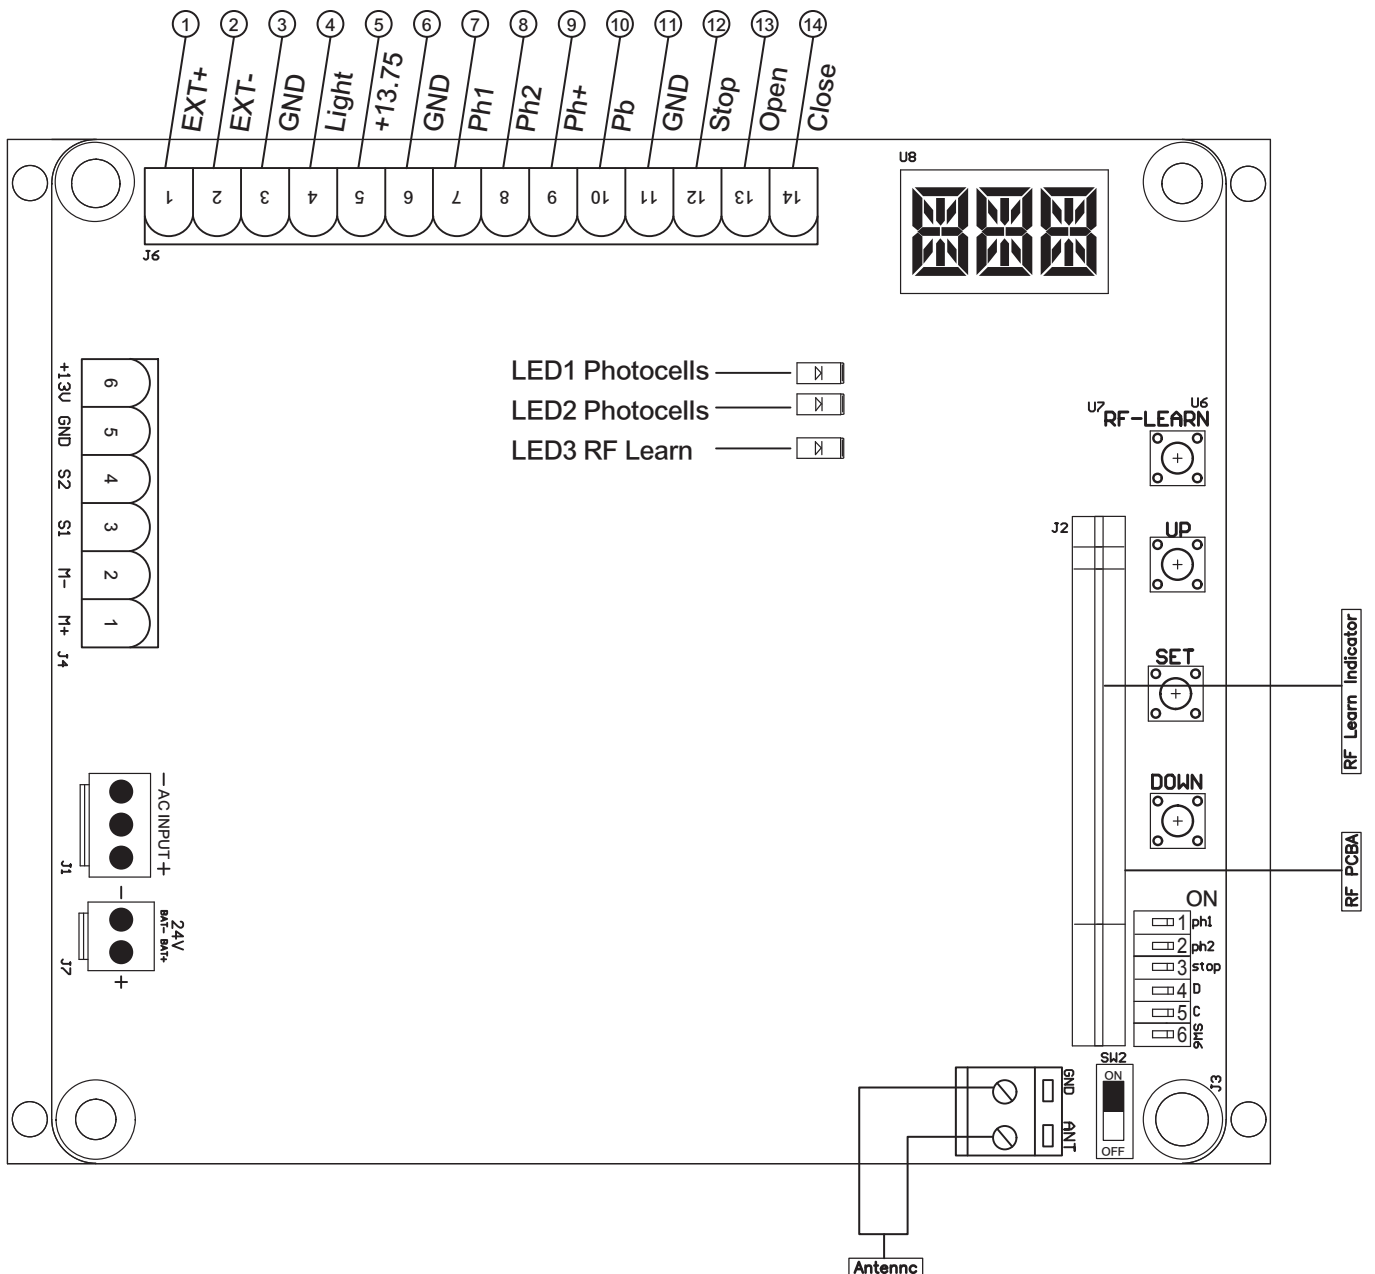 1 2 3 4 5 6 7 8 9 10 11 12 13 14
EXT+ EXT- GND Light +13.75 GND Ph1 Ph2 Ph+ Pb GND Stop Open Close
1 2 3 4 5 6 7 8 9 10 11 12 13 14
J6
U8
+13V GND S2 S1 M- M+
6 5 4 3 2 1
J4
LED1 Photocells
LED2 Photocells
LED3 RF Learn
U7
U6
RF-LEARN
J2
UP
SET
DOWN
RF Learn Indicator
RF PCBA
- AC INPUT +
J1
-
24V
BAT- BAT+
J7
+
ON
1 ph1
2 ph2
3 stop
4 D
5 C
6
SW6
SW2
ON
OFF
J3
GND
ANT
Antennc